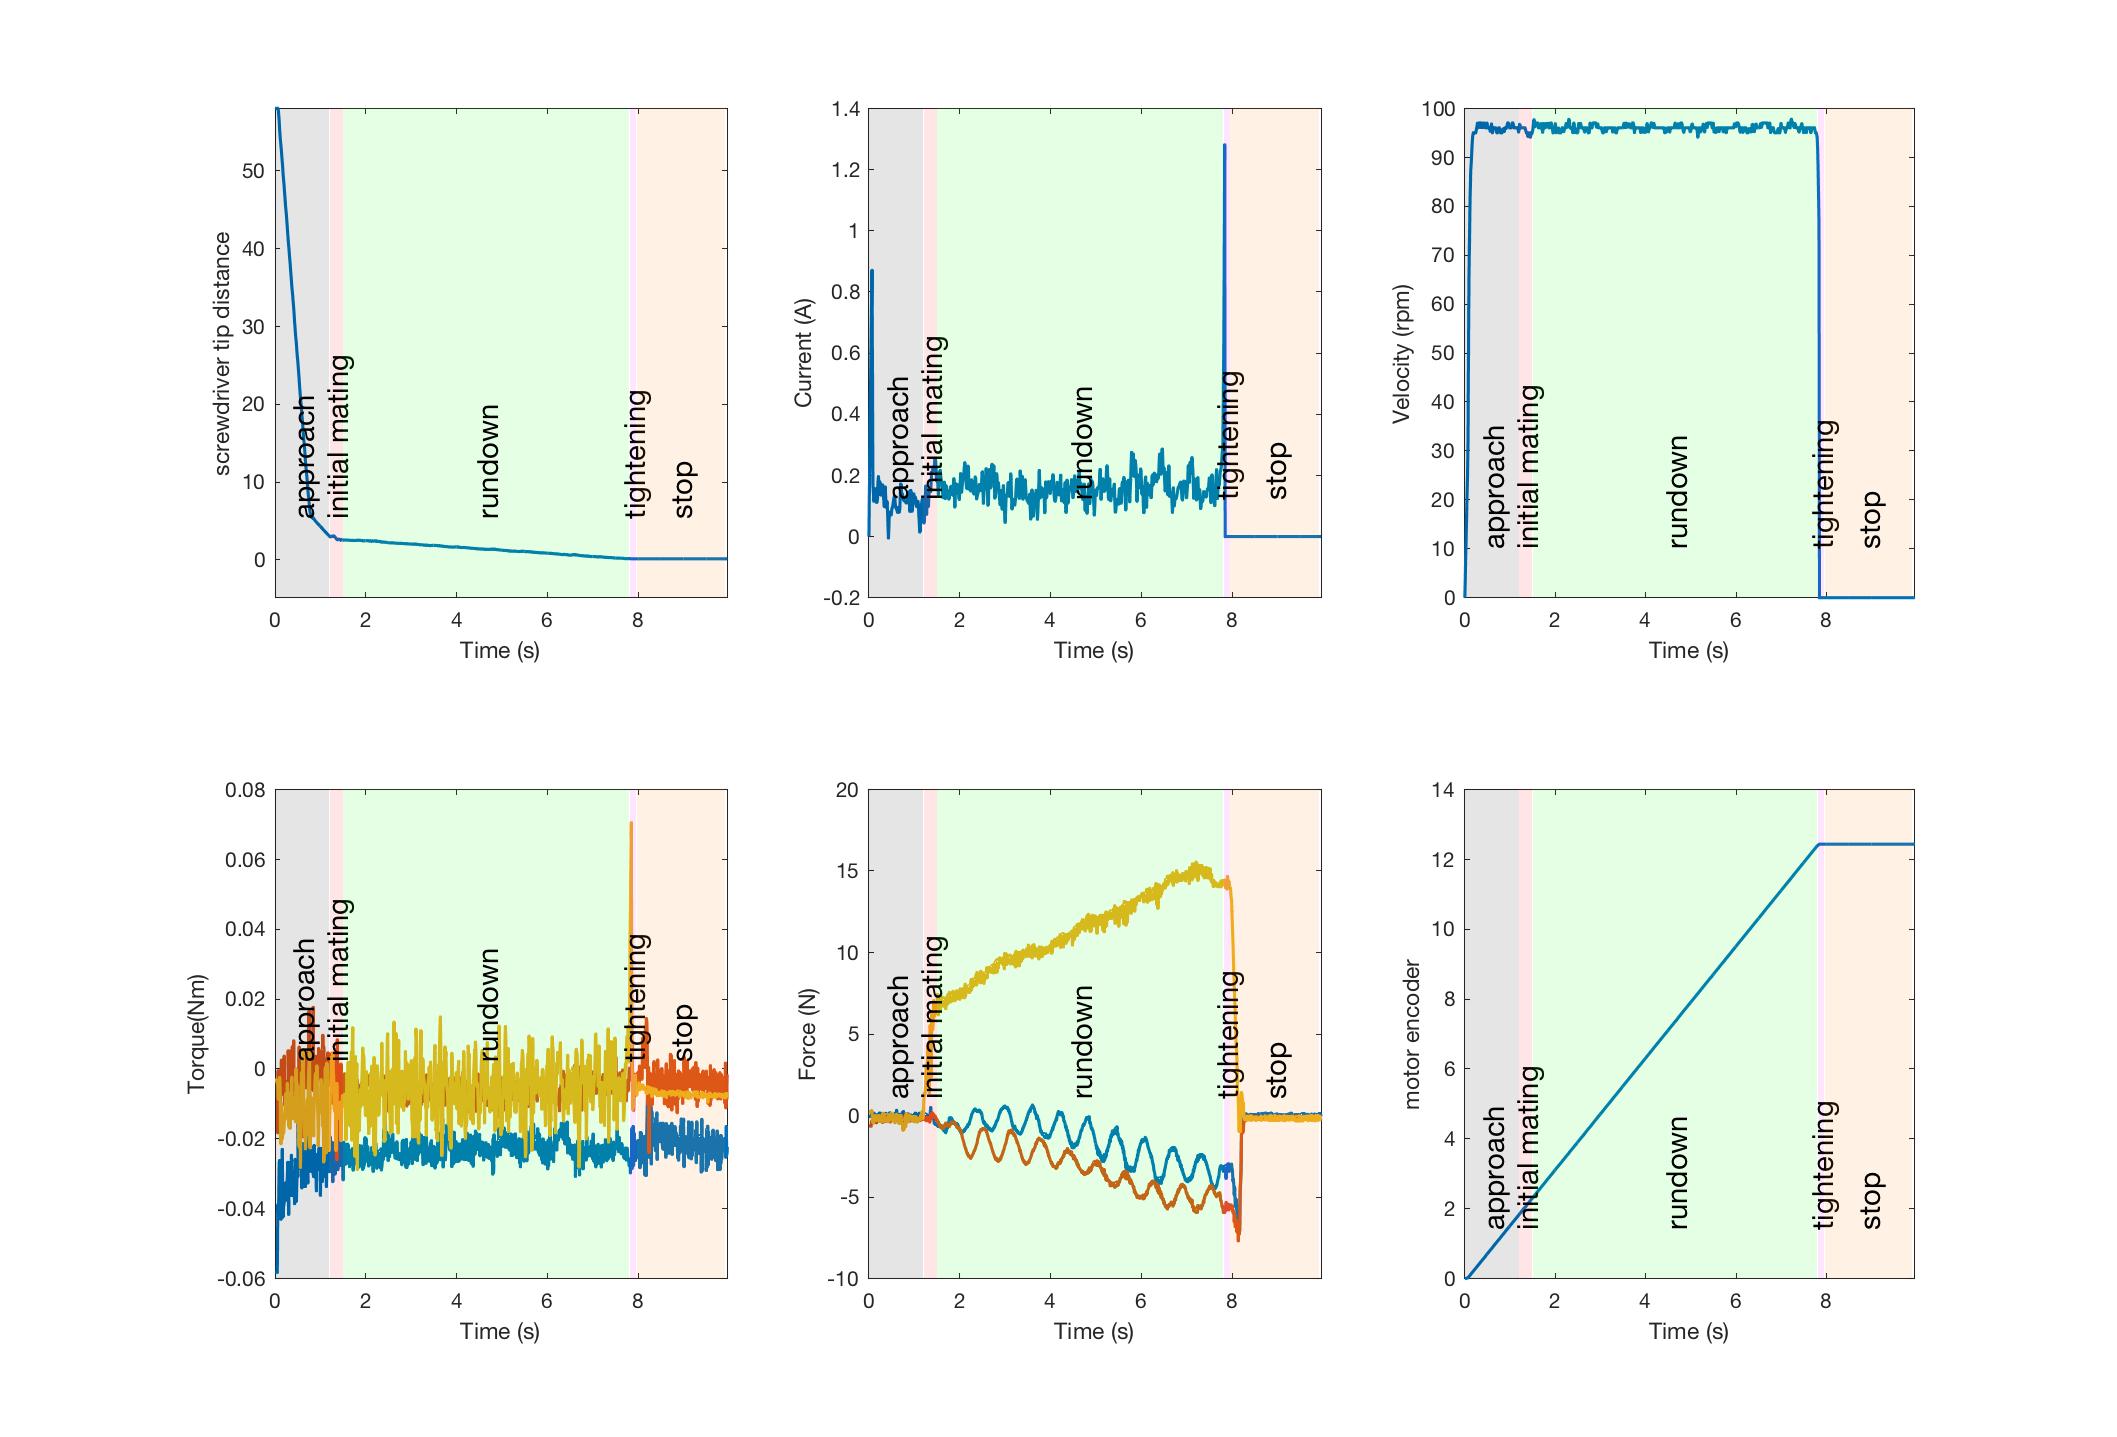 50
40
30
20
10
0
screwdriver tip distance
approach
initial mating
rundown
tightening
stop
0 2 4 6 8
Time (s)
1.4
1.2
1
0.8
0.6
0.4
0.2
0
-0.2
Current (A)
approach
initial mating
rundown
tightening
stop
0 2 4 6 8
Time (s)
100
90
80
70
60
50
40
30
20
10
0
Velocity (rpm)
approach
initial mating
rundown
tightening
stop
0 2 4 6 8
Time (s)
0.08
0.06
0.04
0.02
0
-0.02
-0.04
-0.06
Torque(Nm)
approach
initial mating
rundown
tightening
stop
0 2 4 6 8
Time (s)
20
15
10
5
0
-5
-10
Force (N)
approach
initial mating
rundown
tightening
stop
0 2 4 6 8
Time (s)
14
12
10
8
6
4
2
0
motor encoder
approach
initial mating
rundown
tightening
stop
0 2 4 6 8
Time (s)